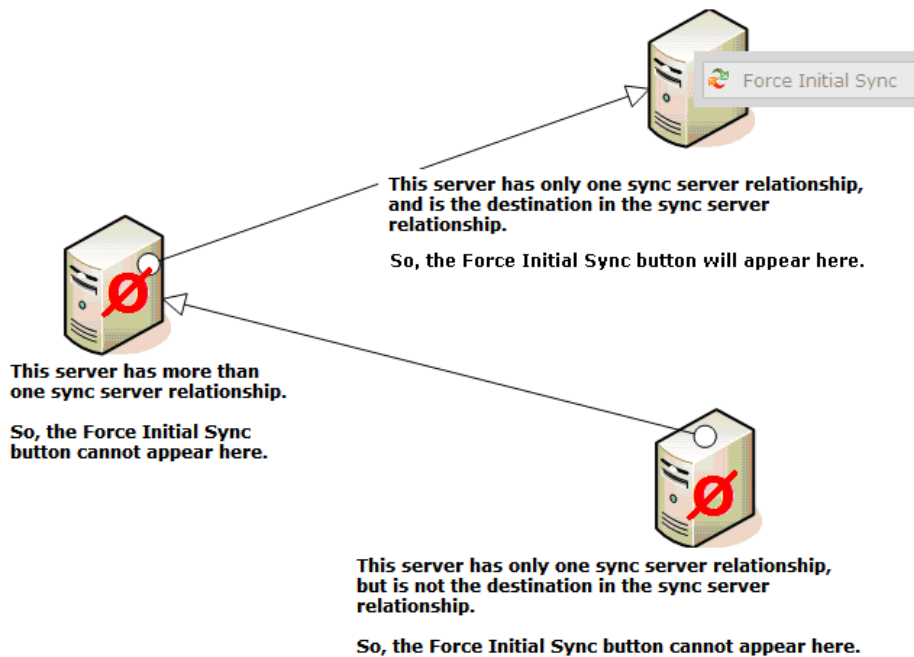 Force Initial Sync
This server has only one sync server relationship,
and is the destination in the sync server
relationship.
So, the Force Initial Sync button will appear here.
Ø
This server has more than
one sync server relationship.
So, the Force Initial Sync
button cannot appear here.
Ø
This server has only one sync server relationship,
but is not the destination in the sync server
relationship.
So, the Force Initial Sync button cannot appear here.